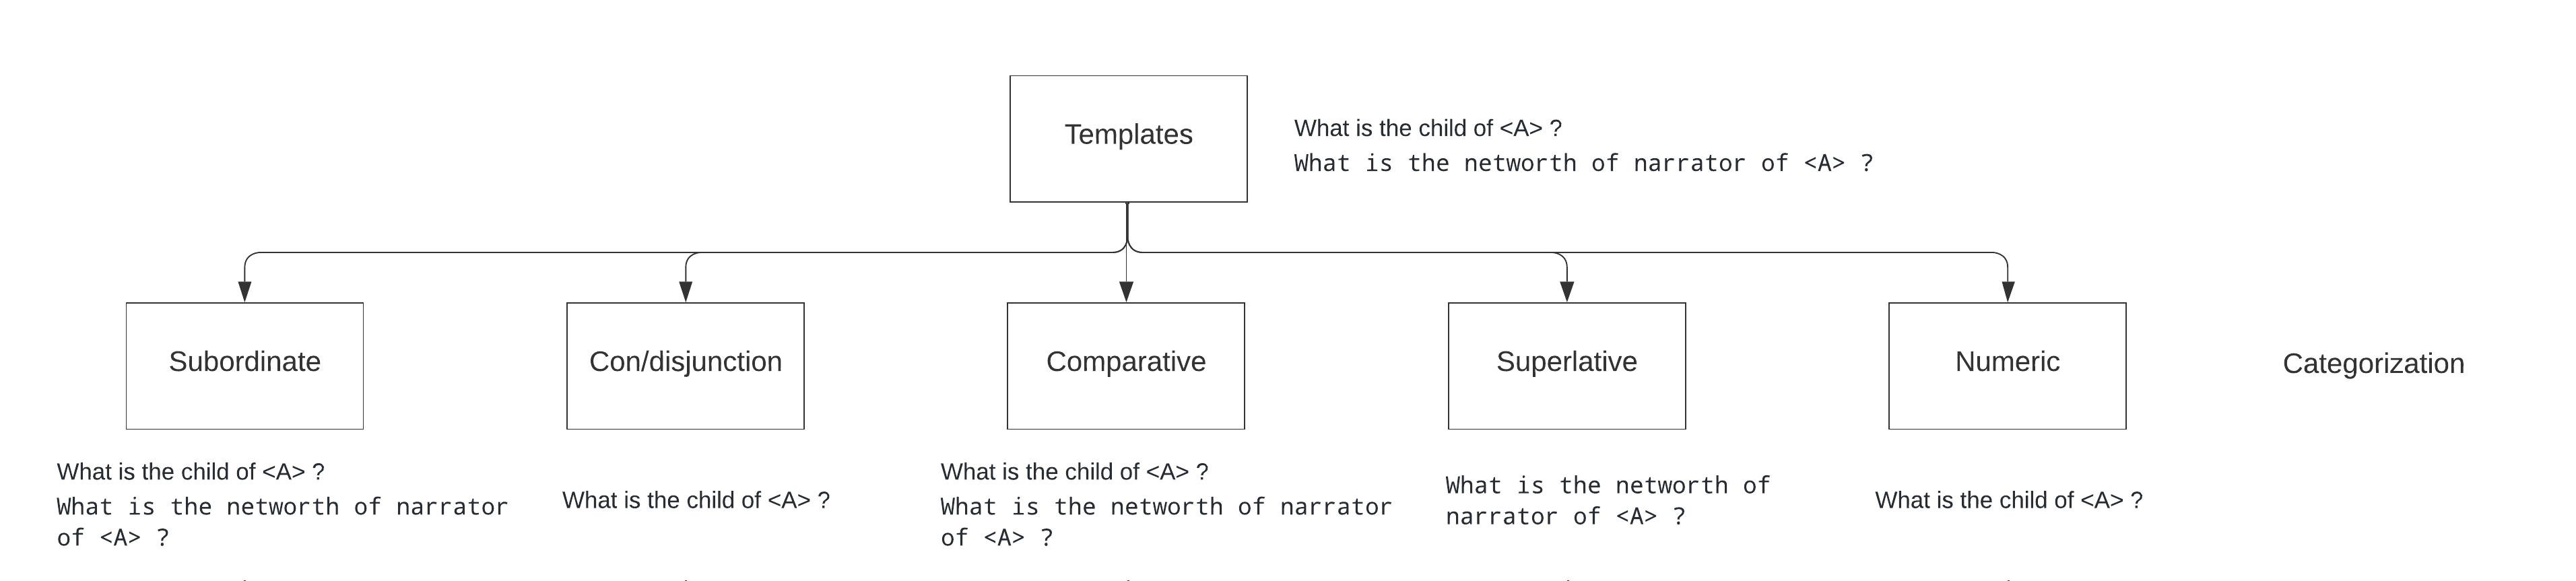 Templates
What is the child of <A> ?
What is the networth of narrator of <A> ?
Subordinate
Con/disjunction
Comparative
Superlative
Numeric
Categorization
What is the child of <A> ?
What is the networth of narrator
of <A> ?
What is the child of <A> ?
What is the child of <A> ?
What is the networth of narrator
of <A> ?
What is the networth of
narrator of <A> ?
What is the child of <A> ?